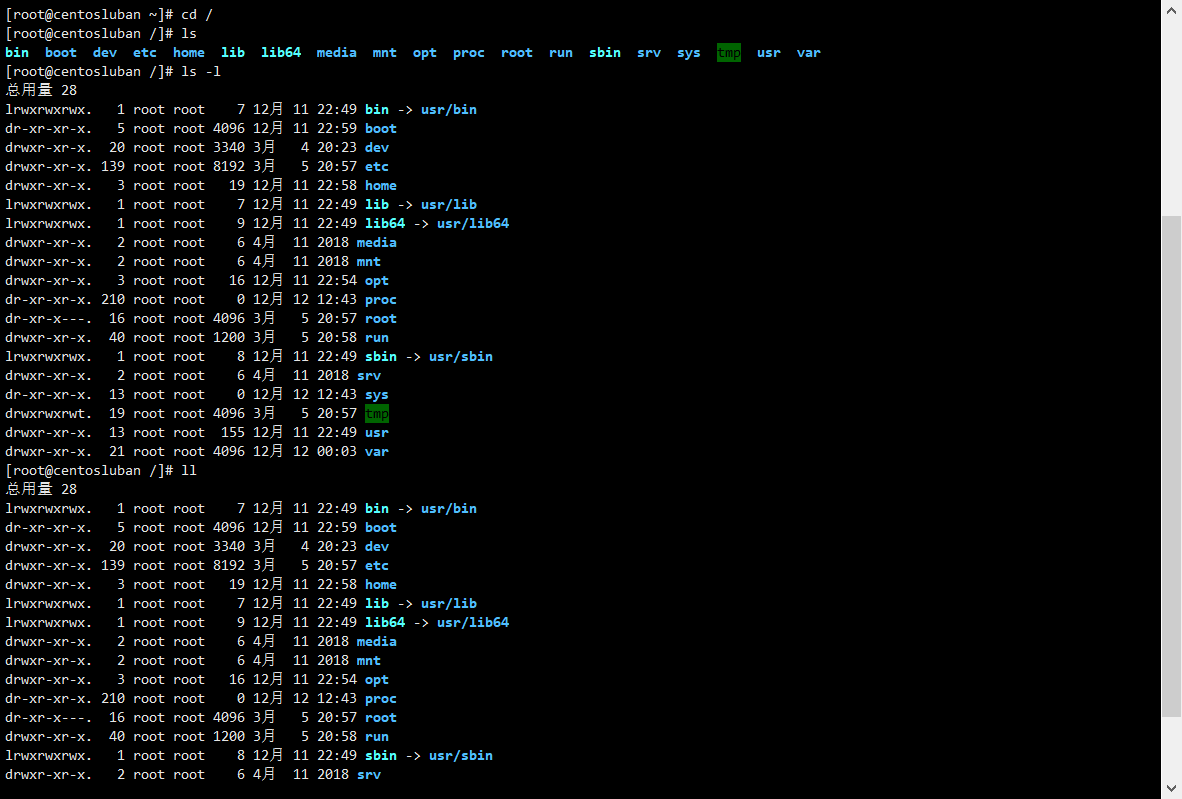 [root@centosluban ~]# cd /
[root@centosluban /]# ls
bin  boot  dev  etc  home  lib  lib64  media  mnt  opt  proc  root  run  sbin  srv  sys  tmp  usr  var
[root@centosluban /]# ls -l
总用量 28
lrwxrwxrwx.   1 root root    7 12月 11 22:49 bin -> usr/bin
dr-xr-xr-x.   5 root root 4096 12月 11 22:59 boot
drwxr-xr-x.  20 root root 3340 3月   4 20:23 dev
drwxr-xr-x. 139 root root 8192 3月   5 20:57 etc
drwxr-xr-x.   3 root root   19 12月 11 22:58 home
lrwxrwxrwx.   1 root root    7 12月 11 22:49 lib -> usr/lib
lrwxrwxrwx.   1 root root    9 12月 11 22:49 lib64 -> usr/lib64
drwxr-xr-x.   2 root root    6 4月  11 2018 media
drwxr-xr-x.   2 root root    6 4月  11 2018 mnt
drwxr-xr-x.   3 root root   16 12月 11 22:54 opt
dr-xr-xr-x. 210 root root    0 12月 12 12:43 proc
dr-xr-x---.  16 root root 4096 3月   5 20:57 root
drwxr-xr-x.  40 root root 1200 3月   5 20:58 run
lrwxrwxrwx.   1 root root    8 12月 11 22:49 sbin -> usr/sbin
drwxr-xr-x.   2 root root    6 4月  11 2018 srv
dr-xr-xr-x.  13 root root    0 12月 12 12:43 sys
drwxrwxrwt.  19 root root 4096 3月   5 20:57 tmp
drwxr-xr-x.  13 root root  155 12月 11 22:49 usr
drwxr-xr-x.  21 root root 4096 12月 12 00:03 var
[root@centosluban /]# ll
总用量 28
lrwxrwxrwx.   1 root root    7 12月 11 22:49 bin -> usr/bin
dr-xr-xr-x.   5 root root 4096 12月 11 22:59 boot
drwxr-xr-x.  20 root root 3340 3月   4 20:23 dev
drwxr-xr-x. 139 root root 8192 3月   5 20:57 etc
drwxr-xr-x.   3 root root   19 12月 11 22:58 home
lrwxrwxrwx.   1 root root    7 12月 11 22:49 lib -> usr/lib
lrwxrwxrwx.   1 root root    9 12月 11 22:49 lib64 -> usr/lib64
drwxr-xr-x.   2 root root    6 4月  11 2018 media
drwxr-xr-x.   2 root root    6 4月  11 2018 mnt
drwxr-xr-x.   3 root root   16 12月 11 22:54 opt
dr-xr-xr-x. 210 root root    0 12月 12 12:43 proc
dr-xr-x---.  16 root root 4096 3月   5 20:57 root
drwxr-xr-x.  40 root root 1200 3月   5 20:58 run
lrwxrwxrwx.   1 root root    8 12月 11 22:49 sbin -> usr/sbin
drwxr-xr-x.   2 root root    6 4月  11 2018 srv